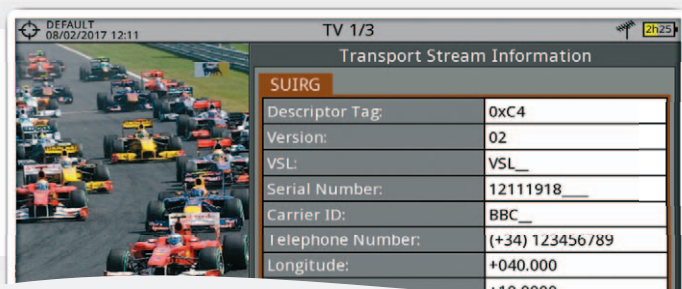 DEFAULT
08/02/2017 12:11
TV 1/3
2h25
Transport Stream Information
SUIRG
Descriptor Tag: 0xC4
Version: 02
VSL: VSL__
Serial Number: 12111918___
Carrier ID: BBC__
Telephone Number: (+34) 123456789
Longitude: +040.000